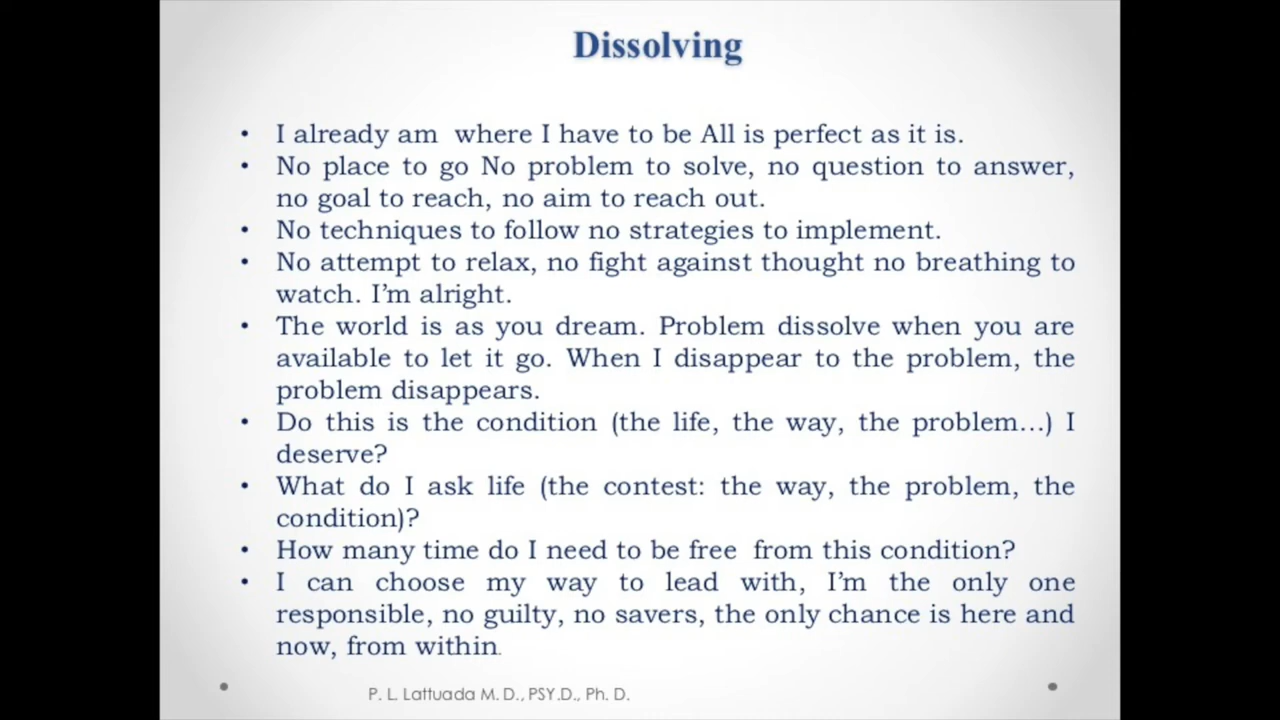 Dissolving
• I already am where I have to be All is perfect as it is.
• No place to go No problem to solve, no question to answer,
no goal to reach, no aim to reach out.
• No techniques to follow no strategies to implement.
• No attempt to relax, no fight against thought no breathing to
watch. I'm alright.
• The world is as you dream. Problem dissolve when you are
available to let it go. When I disappear to the problem, the
problem disappears.
• Do this is the condition (the life, the way, the problem...) I
deserve?
• What do I ask life (the contest: the way, the problem, the
condition)?
• How many time do I need to be free from this condition?
• I can choose my way to lead with, I'm the only one
responsible, no guilty, no savers, the only chance is here and
now, from within.
P. L. Lattuada M. D., PSY.D., Ph. D.